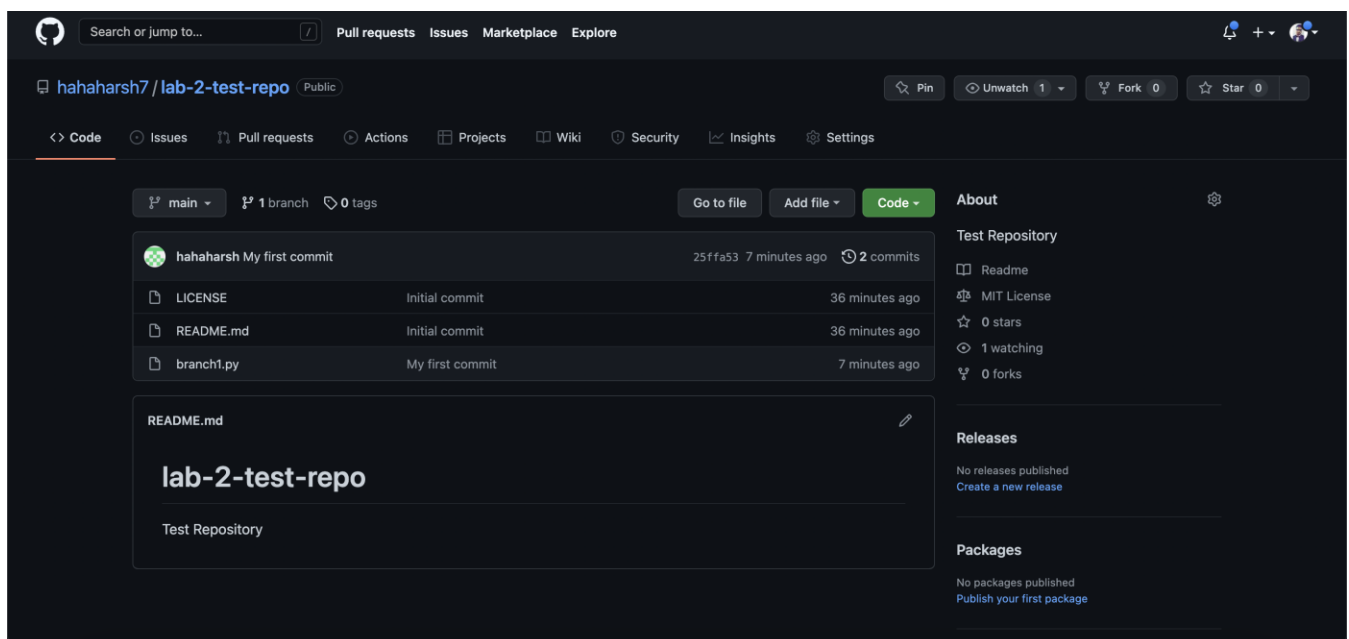 Search or jump to... /
Pull requests Issues Marketplace Explore
hahaharsh7 / lab-2-test-repo Public
Pin Unwatch 1 Fork 0 Star 0
<> Code Issues Pull requests Actions Projects Wiki Security Insights Settings
main 1 branch 0 tags
Go to file Add file Code
hahaharsh My first commit 25ffa53 7 minutes ago 2 commits
LICENSE Initial commit 36 minutes ago
README.md Initial commit 36 minutes ago
branch1.py My first commit 7 minutes ago
README.md
lab-2-test-repo
Test Repository
About
Test Repository
Readme
MIT License
0 stars
1 watching
0 forks
Releases
No releases published
Create a new release
Packages
No packages published
Publish your first package